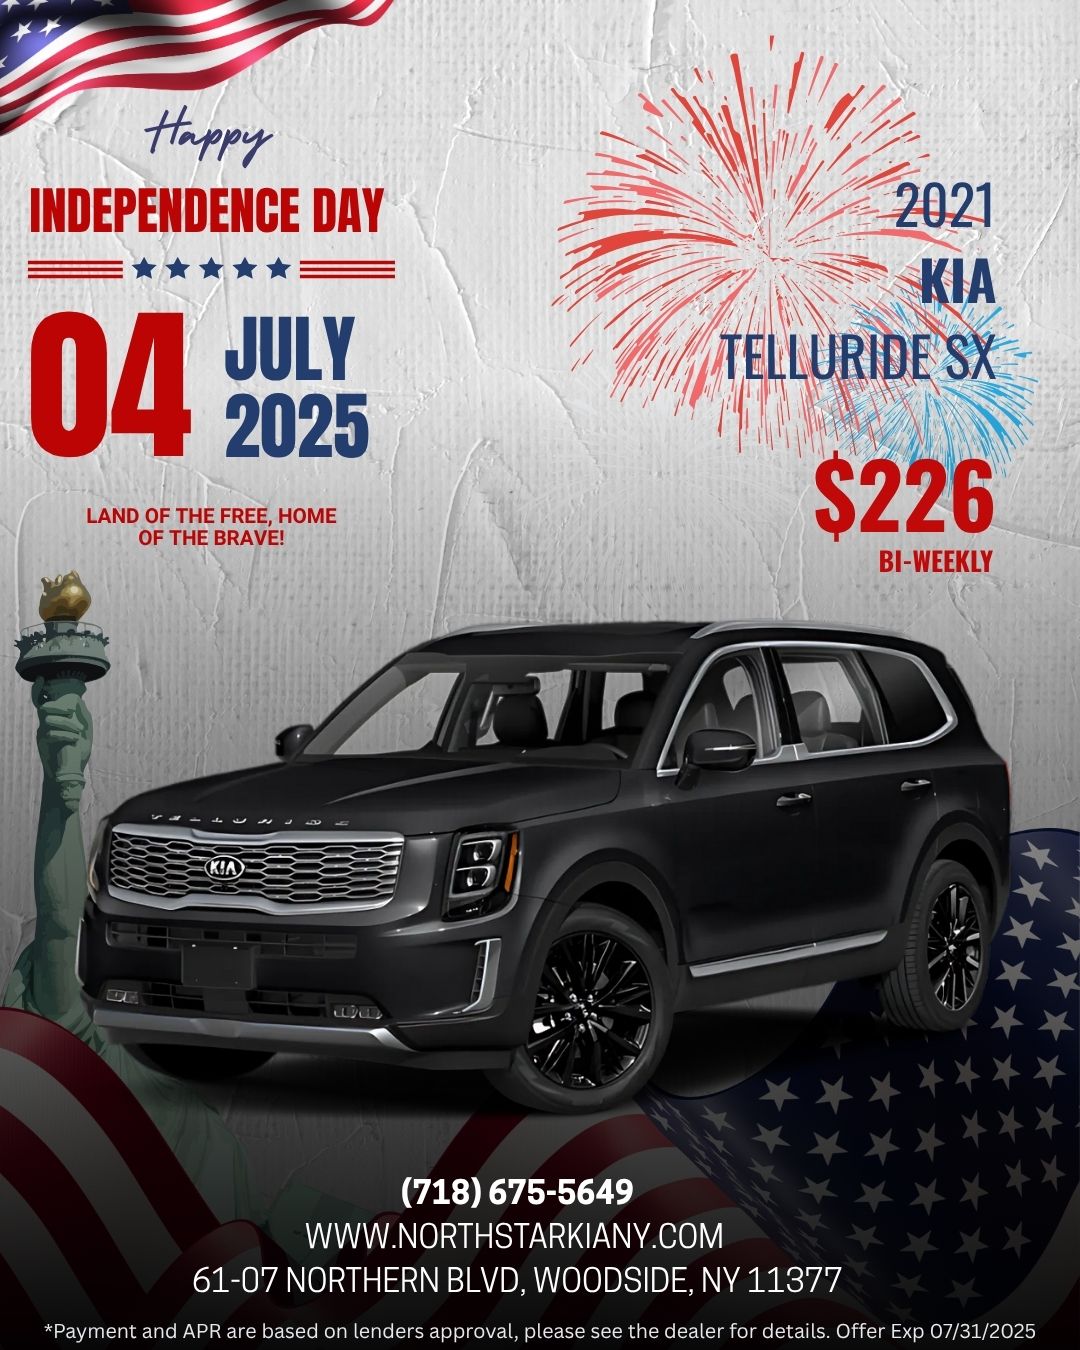 Happy
INDEPENDENCE DAY
04
JULY
2025
LAND OF THE FREE, HOME
OF THE BRAVE!
2021
KIA
TELLURIDE SX
$226
BI-WEEKLY
TELLURIDE
KIA
(718) 675-5649
WWW.NORTHSTARKIANY.COM
61-07 NORTHERN BLVD, WOODSIDE, NY 11377
*Payment and APR are based on lenders approval, please see the dealer for details. Offer Exp 07/31/2025